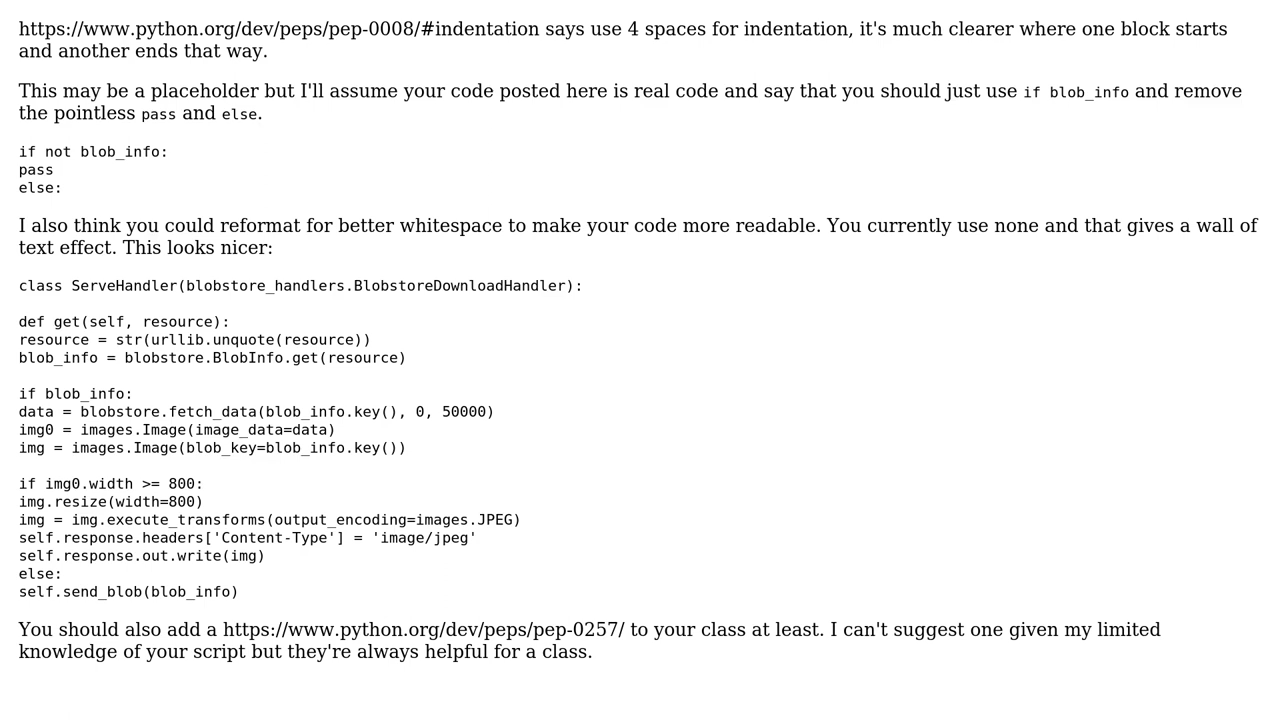 https://www.python.org/dev/peps/pep-0008/#indentation says use 4 spaces for indentation, it's much clearer where one block starts
and another ends that way.
This may be a placeholder but I'll assume your code posted here is real code and say that you should just use if blob_info and remove
the pointless pass and else.
if not blob_info:
pass
else:
I also think you could reformat for better whitespace to make your code more readable. You currently use none and that gives a wall of
text effect. This looks nicer:
class ServeHandler(blobstore_handlers.BlobstoreDownloadHandler):
def get(self, resource):
resource = str(urllib.unquote(resource))
blob_info = blobstore.BlobInfo.get(resource)
if blob_info:
data = blobstore.fetch_data(blob_info.key(), 0, 50000)
img0 = images.Image(image_data=data)
img = images.Image(blob_key=blob_info.key())
if img0.width >= 800:
img.resize(width=800)
img = img.execute_transforms(output_encoding=images.JPEG)
self.response.headers['Content-Type'] = 'image/jpeg'
self.response.out.write(img)
else:
self.send_blob(blob_info)
You should also add a https://www.python.org/dev/peps/pep-0257/ to your class at least. I can't suggest one given my limited
knowledge of your script but they're always helpful for a class.